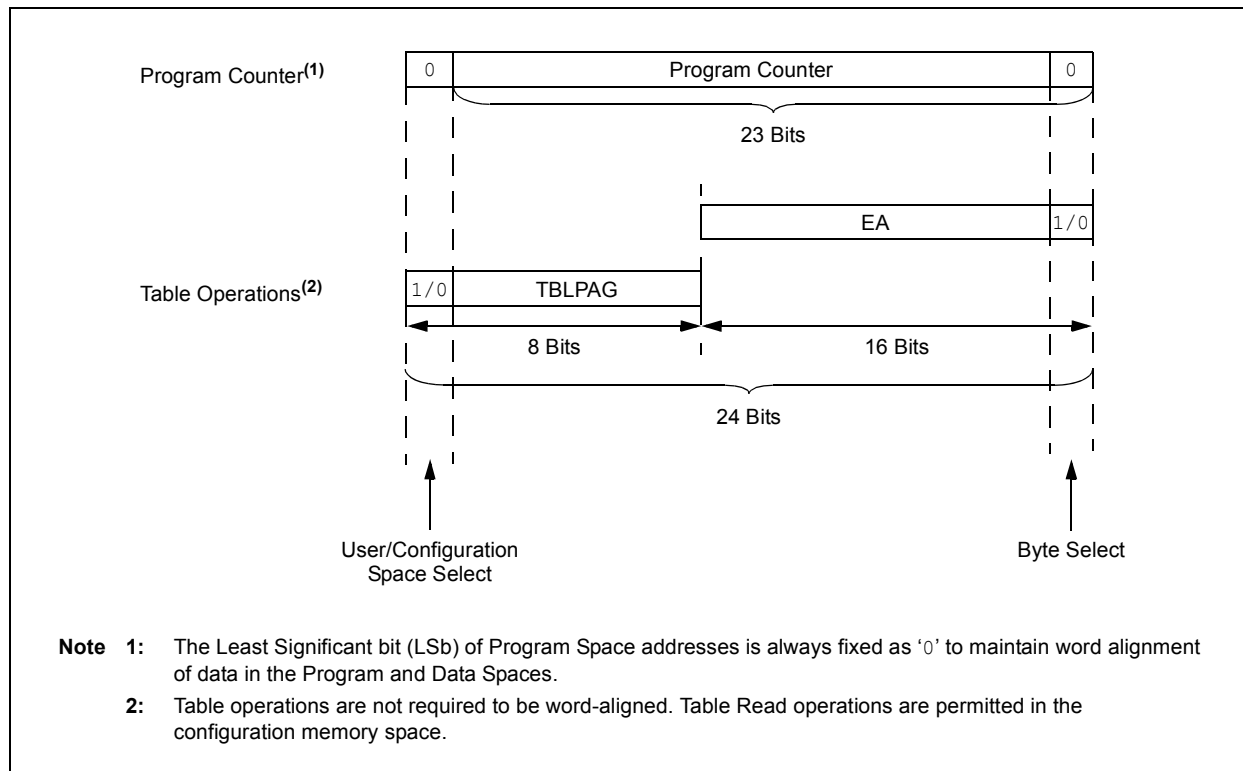 Program Counter(1) 0 Program Counter 0
23 Bits
EA 1/0
Table Operations(2) 1/0 TBLPAG
8 Bits 16 Bits
24 Bits
User/Configuration
Space Select
Byte Select
Note 1: The Least Significant bit (LSb) of Program Space addresses is always fixed as ‘0’ to maintain word alignment
of data in the Program and Data Spaces.
2: Table operations are not required to be word-aligned. Table Read operations are permitted in the
configuration memory space.